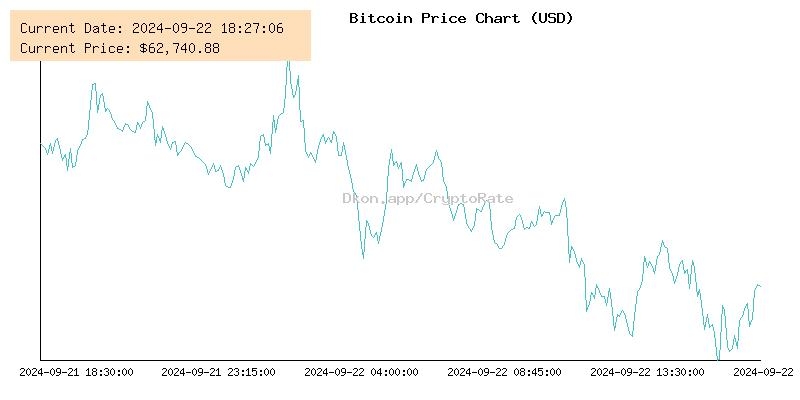 Bitcoin Price Chart (USD)
Current Date: 2024-09-22 18:27:06
Current Price: $62,740.88
Dkon.app/CryptoRate
2024-09-21 18:30:00 2024-09-21 23:15:00 2024-09-22 04:00:00 2024-09-22 08:45:00 2024-09-22 13:30:00 2024-09-22